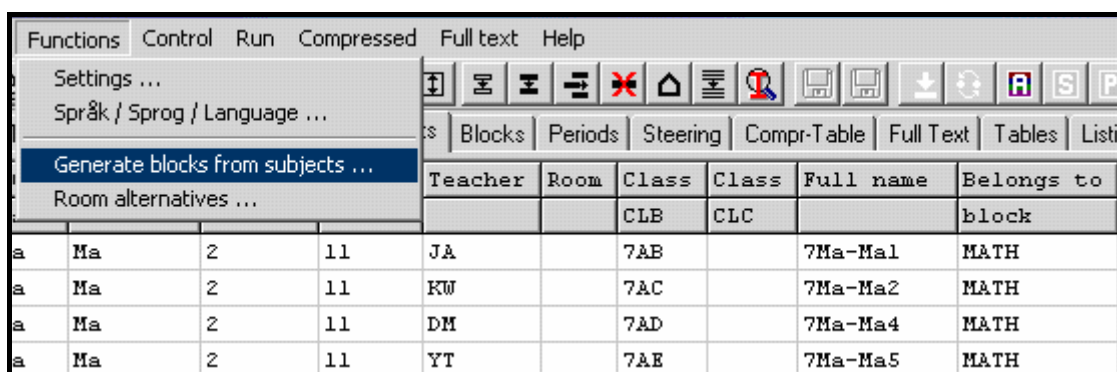 Functions Control Run Compressed Full text Help
Settings ...
Språk / Sprog / Language ...
Blocks Periods Steering Compr-Table Full Text Tables Listi
Generate blocks from subjects ...
Teacher Room Class Class Full name Belongs to
Room alternatives ...
CLB CLC block
a Ma 2 11 JA 7AB 7Ma-Ma1 MATH
a Ma 2 11 KW 7AC 7Ma-Ma2 MATH
a Ma 2 11 DM 7AD 7Ma-Ma4 MATH
a Ma 2 11 YT 7AE 7Ma-Ma5 MATH